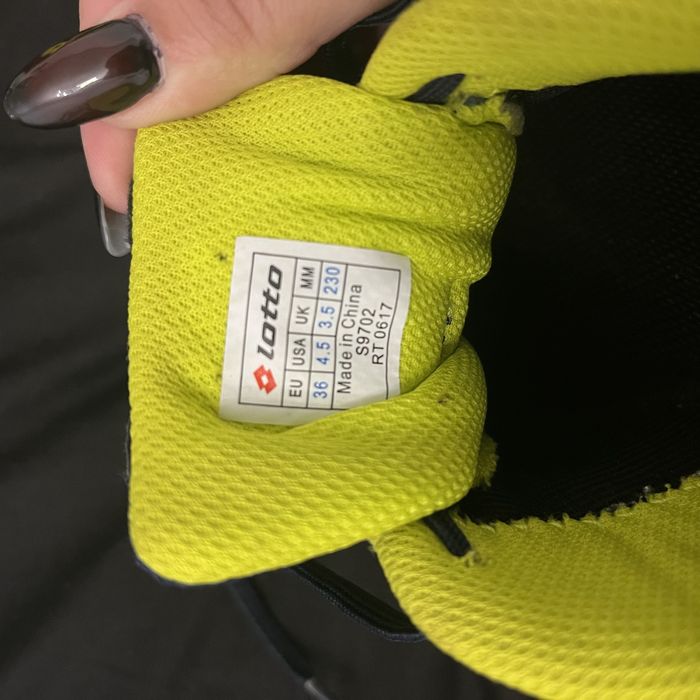 lotto
EU USA UK MM
36 4.5 3.5 230
Made in China
S9702
RT 0617